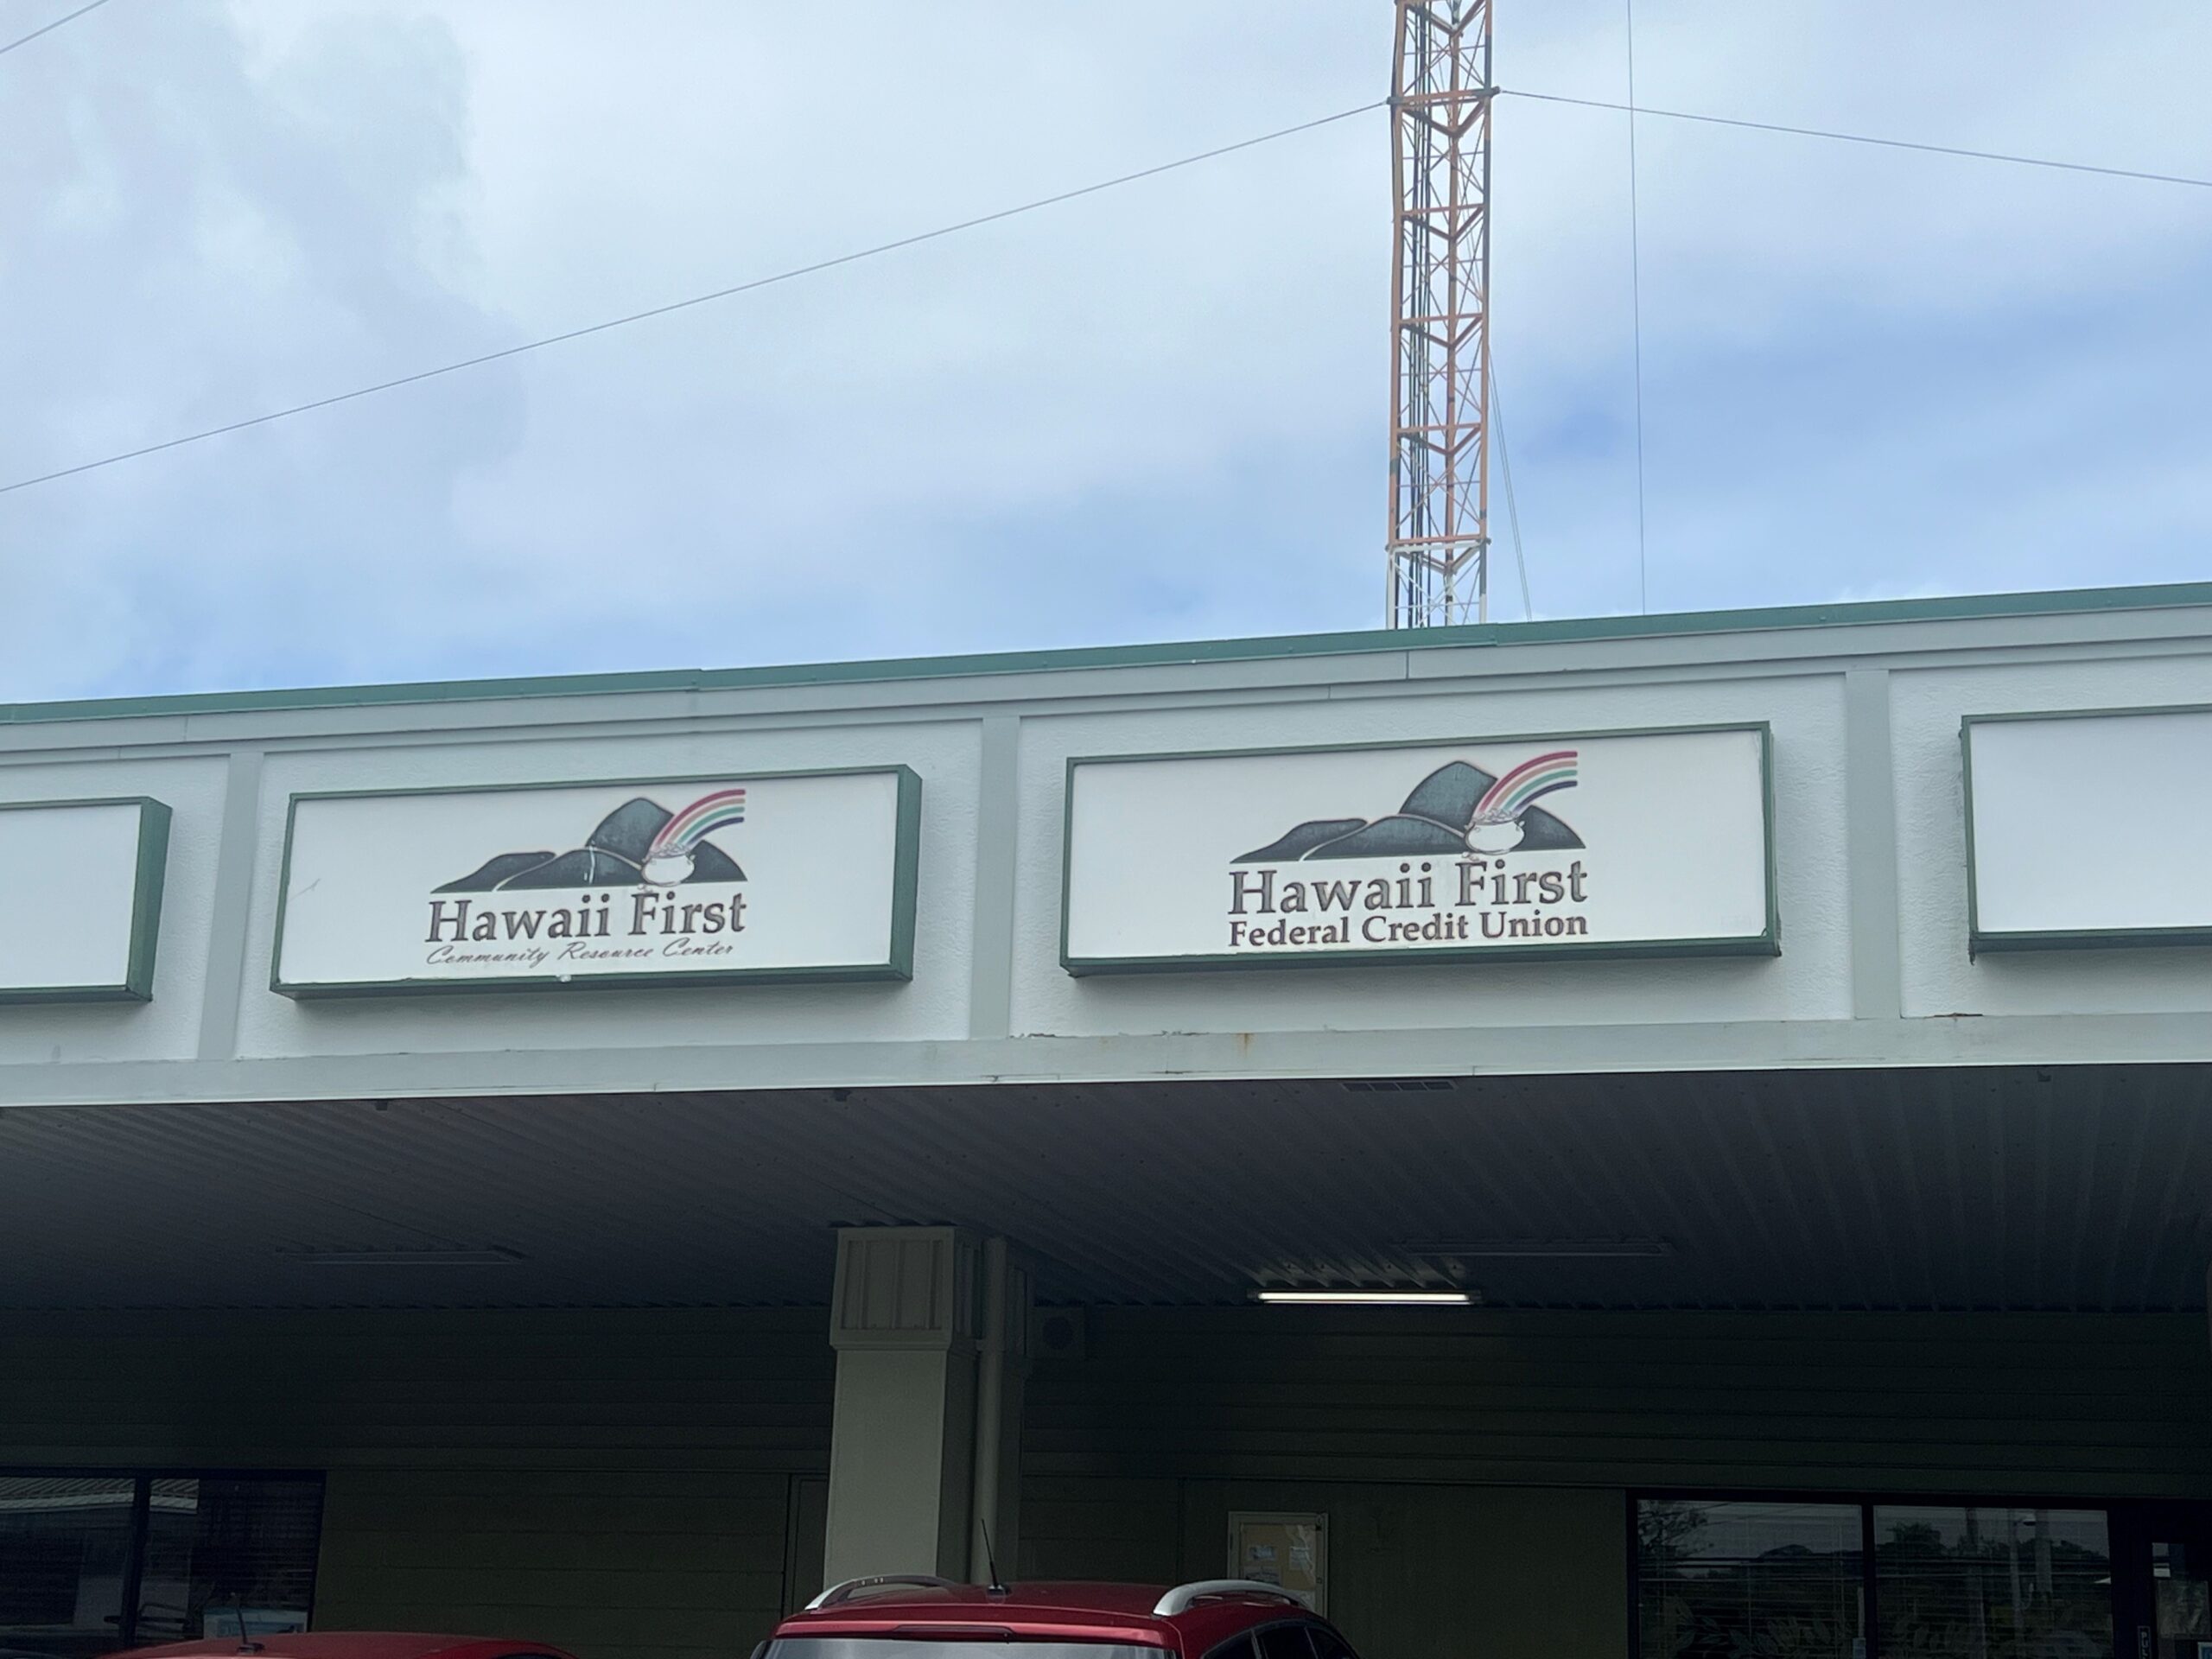 Hawaii First
Community Resource Center
Hawaii First
Federal Credit Union